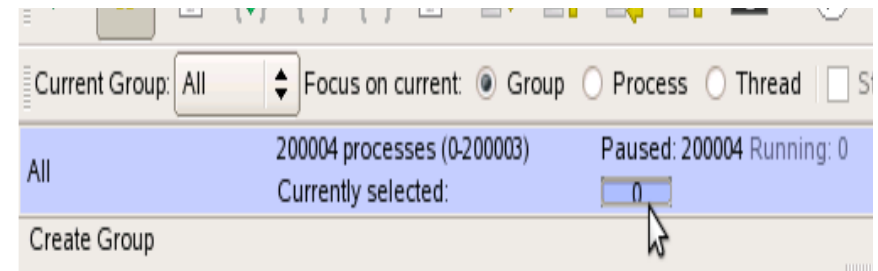 Current Group: All Focus on current: Group Process Thread St
All 200004 processes (0-200003) Paused: 200004 Running: 0
Currently selected: 0
Create Group